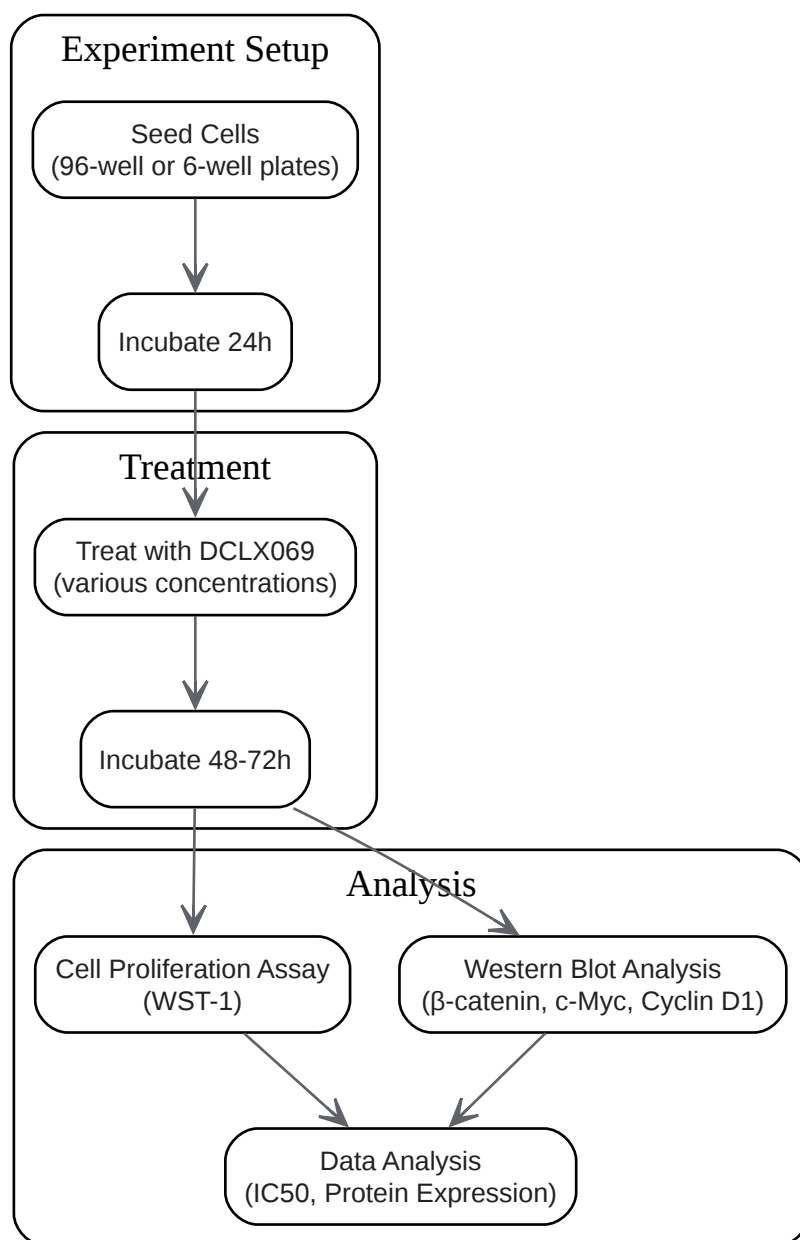 Experiment Setup
Seed Cells
(96-well or 6-well plates)
Incubate 24h
Treatment
Treat with DCLX069
(various concentrations)
Incubate 48-72h
Analysis
Cell Proliferation Assay
(WST-1)
Western Blot Analysis
(β-catenin, c-Myc, Cyclin D1)
Data Analysis
(IC50, Protein Expression)